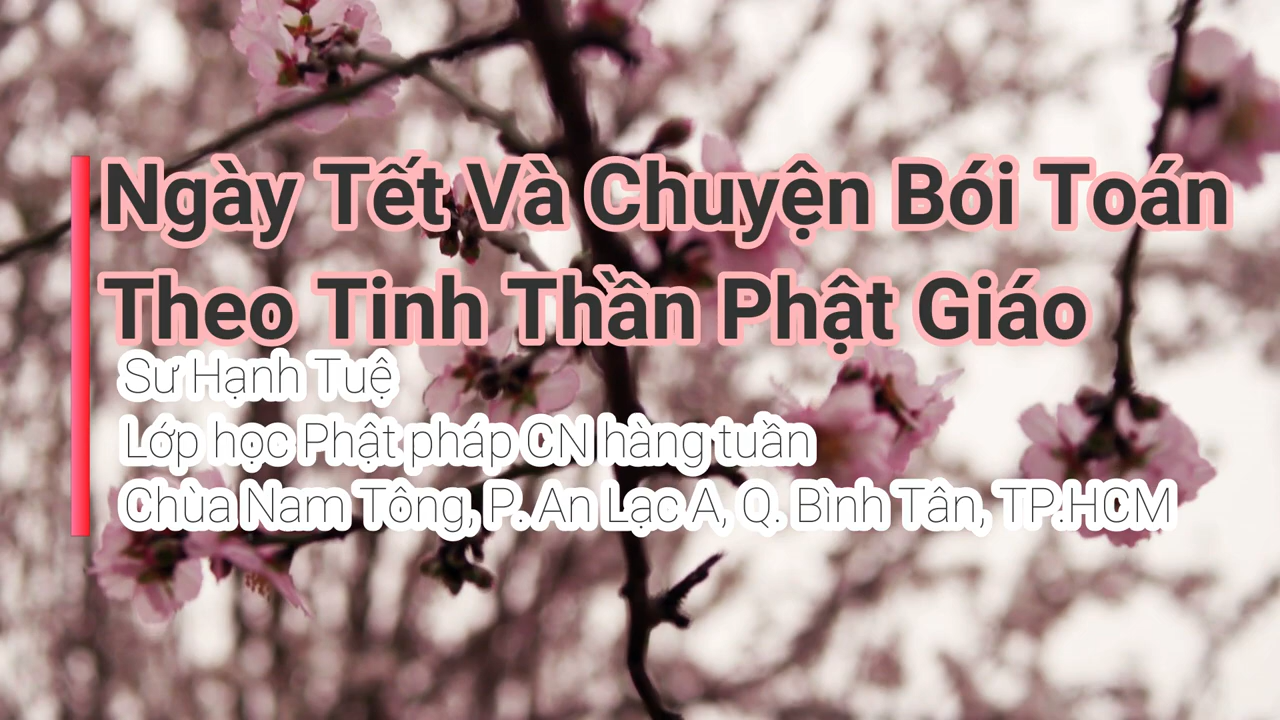 Ngày Tết Và Chuyện Bói Toán
Theo Tinh Thần Phật Giáo
Sư Hạnh Tuệ
Lớp học Phật pháp CN hàng tuần
Chùa Nam Tông, P. An Lạc A, Q. Bình Tân, TP.HCM